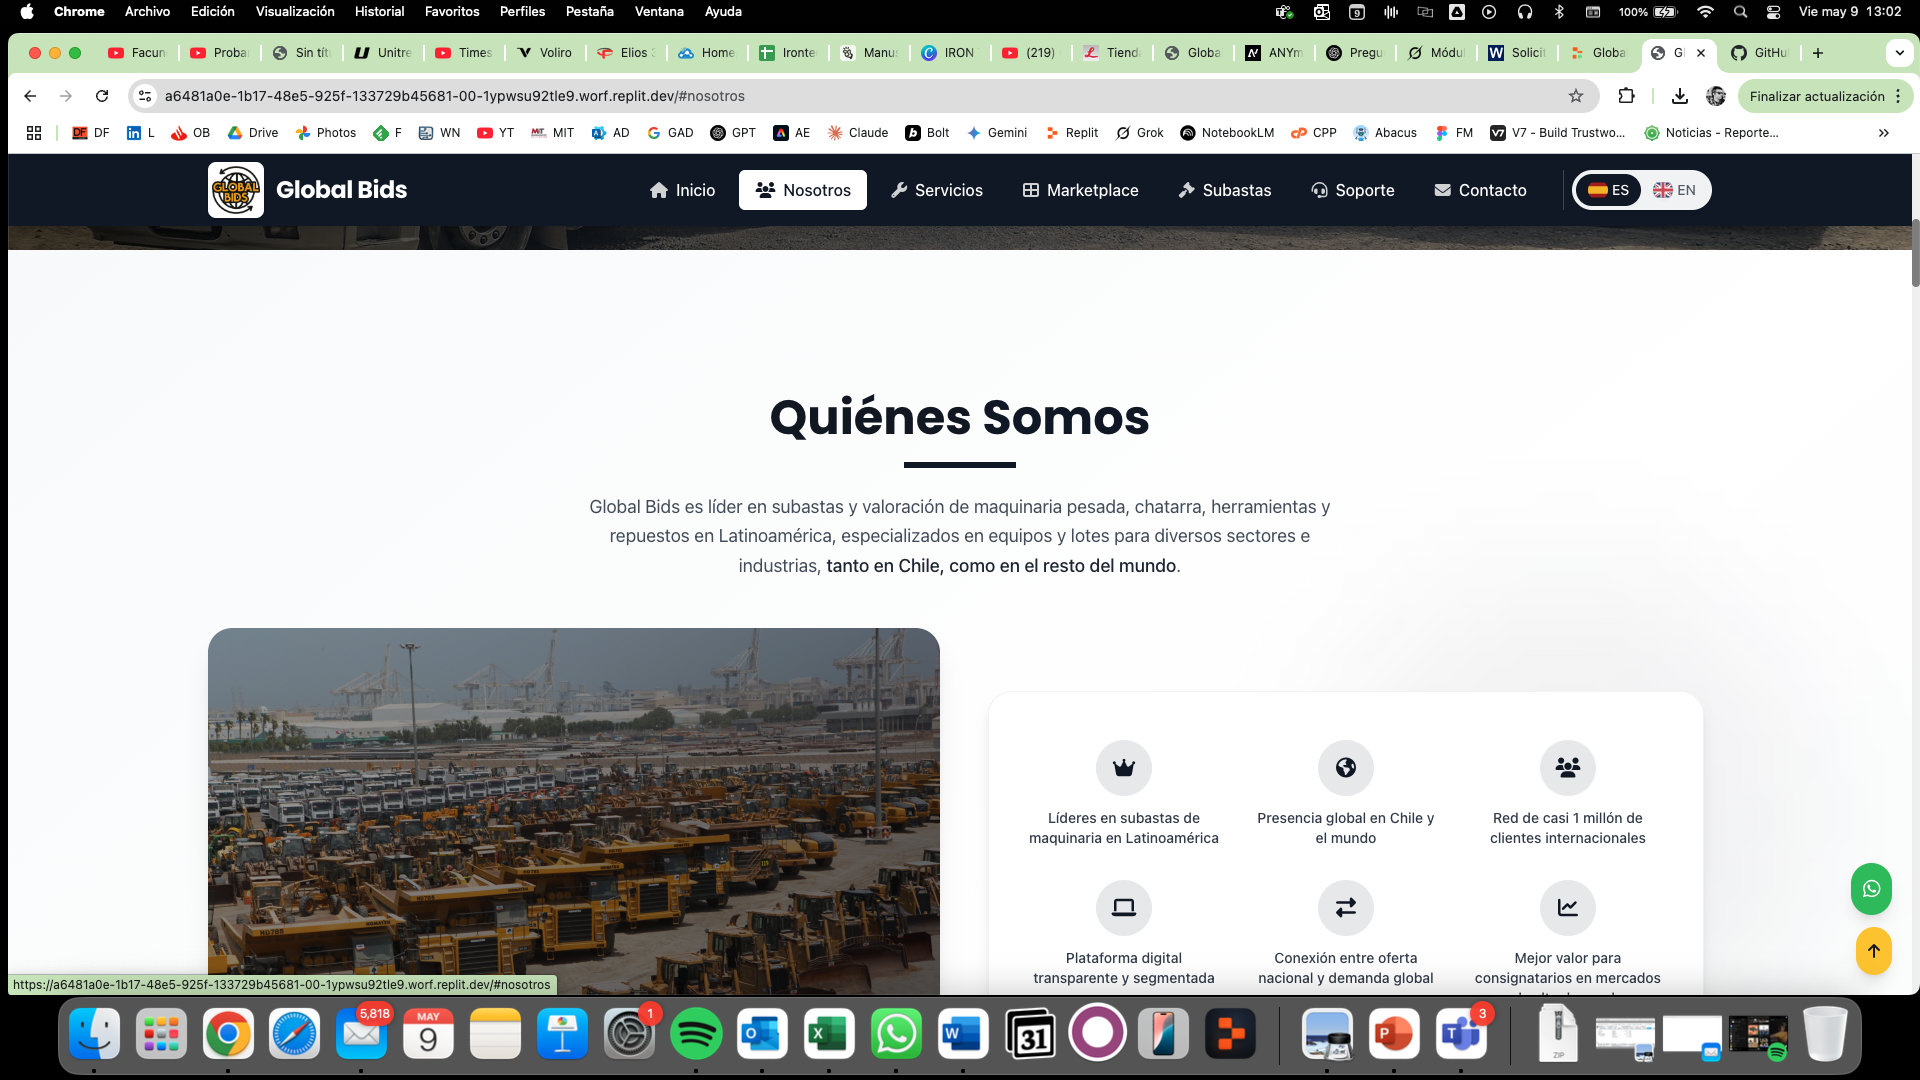 Chrome Archivo Edición Visualización Historial Favoritos Perfiles Pestaña Ventana Ayuda 9 100% Vie may 9 13:02
Facun Proba Sin tít Unitre Times Voliro Elios Home Ironte Manu IRON (219) Tiend Globa ANYm Pregu Módul Solicit Globa Gl GitHu
a6481a0e-1b17-48e5-925f-133729b45681-00-1ypwsu92tle9.worf.replit.dev/#nosotros Finalizar actualización
DF L OB Drive Photos F WN YT MIT AD GAD GPT AE Claude Bolt Gemini Replit Grok NotebookLM CPP Abacus FM V7 - Build Trustwo... Noticias - Reporte...
GLOBAL BIDS Global Bids Inicio Nosotros Servicios Marketplace Subastas Soporte Contacto ES EN
Quiénes Somos
Global Bids es líder en subastas y valoración de maquinaria pesada, chatarra, herramientas y
repuestos en Latinoamérica, especializados en equipos y lotes para diversos sectores e
industrias, tanto en Chile, como en el resto del mundo.
Líderes en subastas de
maquinaria en Latinoamérica
Presencia global en Chile y
el mundo
Red de casi 1 millón de
clientes internacionales
Plataforma digital
transparente y segmentada
Conexión entre oferta
nacional y demanda global
Mejor valor para
consignatarios en mercados
https://a6481a0e-1b17-48e5-925f-133729b45681-00-1ypwsu92tle9.worf.replit.dev/#nosotros
5,818 MAY 9 1 31 3 ZIP